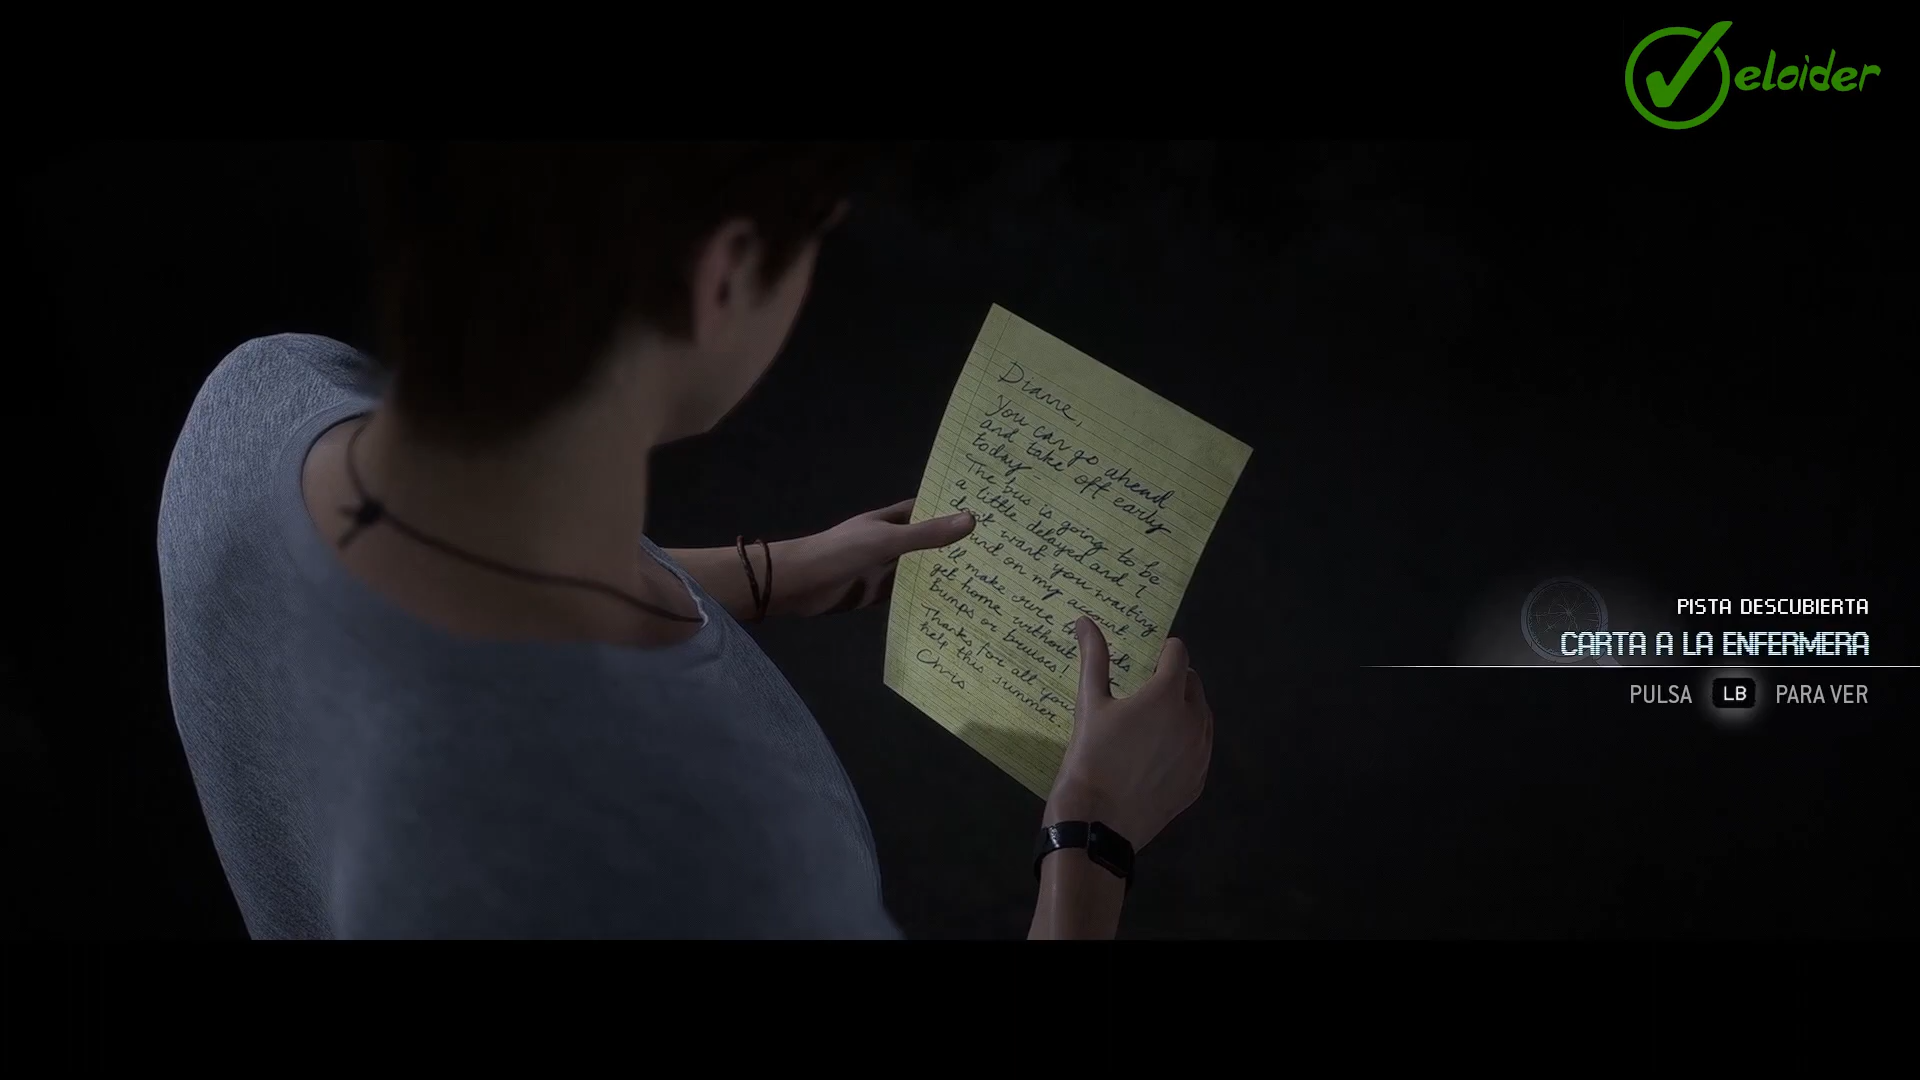 eloider
Dianne,
You can go ahead
and take off early
today -
The bus is going to be
a little delayed and I
don't want you waiting
on my account.
I'll make sure the kids
get home without
bumps or bruises!
Thanks for all your
help this summer.
Chris.
PISTA DESCUBIERTA
CARTA A LA ENFERMERA
PULSA LB PARA VER